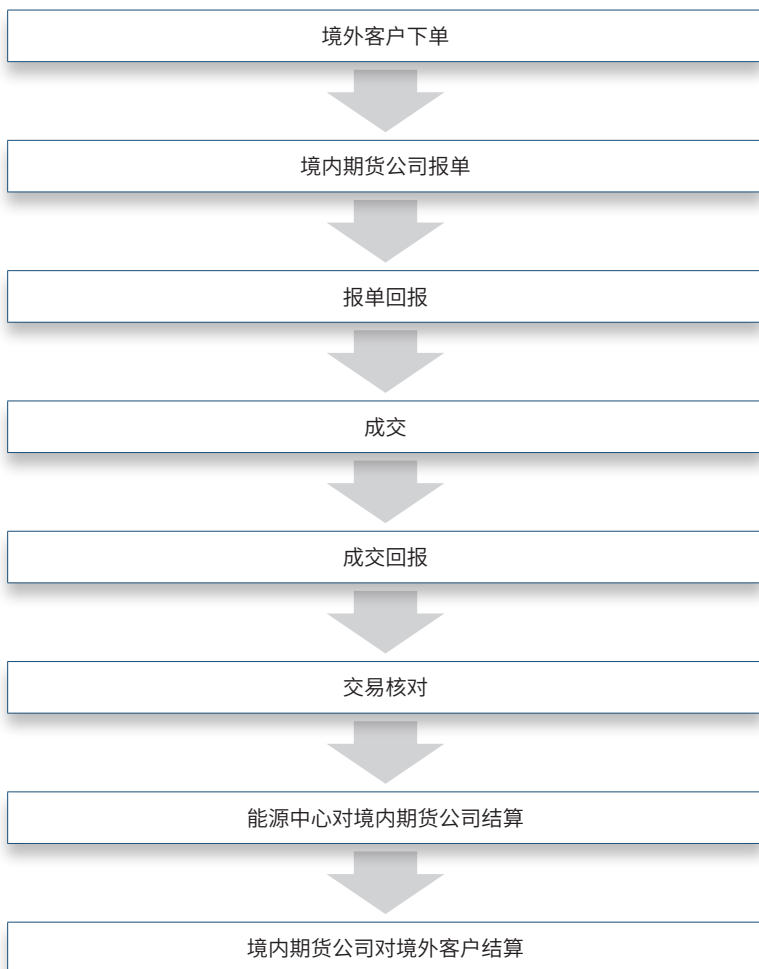 境外客户下单
境内期货公司报单
报单回报
成交
成交回报
交易核对
能源中心对境内期货公司结算
境内期货公司对境外客户结算